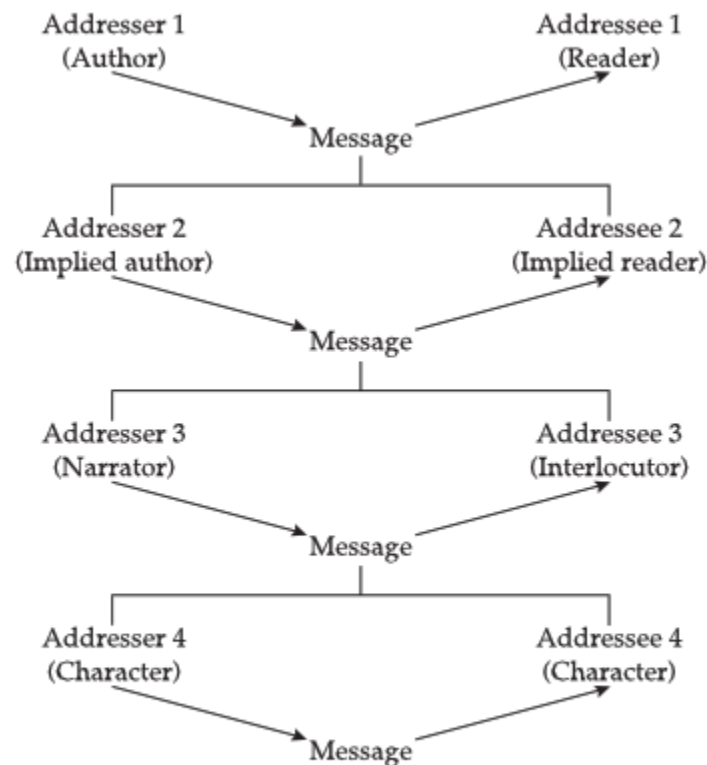 Addresser 1
(Author)
Addressee 1
(Reader)
Message
Addresser 2
(Implied author)
Addressee 2
(Implied reader)
Message
Addresser 3
(Narrator)
Addressee 3
(Interlocutor)
Message
Addresser 4
(Character)
Addressee 4
(Character)
Message